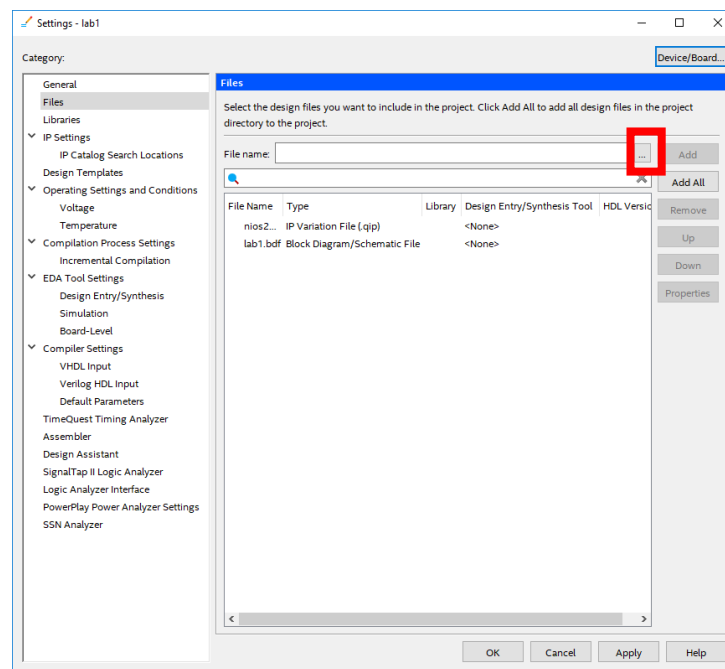 Settings - lab1
Category:
Device/Board...
General
Files
Libraries
IP Settings
IP Catalog Search Locations
Design Templates
Operating Settings and Conditions
Voltage
Temperature
Compilation Process Settings
Incremental Compilation
EDA Tool Settings
Design Entry/Synthesis
Simulation
Board-Level
Compiler Settings
VHDL Input
Verilog HDL Input
Default Parameters
TimeQuest Timing Analyzer
Assembler
Design Assistant
SignalTap II Logic Analyzer
Logic Analyzer Interface
PowerPlay Power Analyzer Settings
SSN Analyzer
Files
Select the design files you want to include in the project. Click Add All to add all design files in the project
directory to the project.
File name: ... Add
Add All
File Name Type Library Design Entry/Synthesis Tool HDL Versio
Remove
nios2... IP Variation File (.qip) <None>
Up
lab1.bdf Block Diagram/Schematic File <None>
Down
Properties
OK Cancel Apply Help